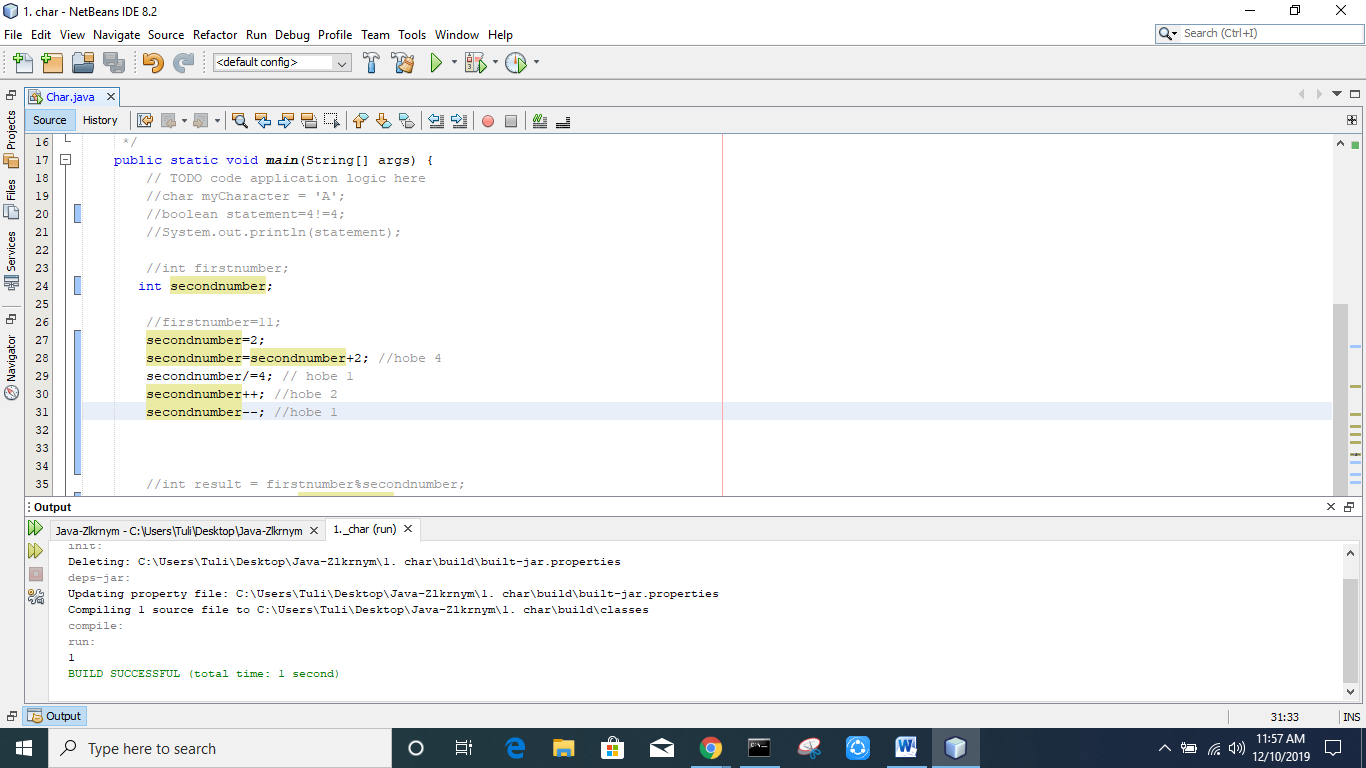 1. char - NetBeans IDE 8.2
File Edit View Navigate Source Refactor Run Debug Profile Team Tools Window Help
Search (Ctrl+I)
<default config>
Char.java
Source History
Projects
Files
Services
Navigator
16 */
17 public static void main(String[] args) {
18 // TODO code application logic here
19 //char myCharacter = 'A';
20 //boolean statement=4!=4;
21 //System.out.println(statement);
22
23 //int firstnumber;
24 int secondnumber;
25
26 //firstnumber=11;
27 secondnumber=2;
28 secondnumber=secondnumber+2; //hobe 4
29 secondnumber/=4; // hobe 1
30 secondnumber++; //hobe 2
31 secondnumber--; //hobe 1
32
33
34
35 //int result = firstnumber%secondnumber;
Output
Java-Zlkrnym - C:\Users\Tuli\Desktop\Java-Zlkrnym 1._char (run)
init:
Deleting: C:\Users\Tuli\Desktop\Java-Zlkrnym\1. char\build\built-jar.properties
deps-jar:
Updating property file: C:\Users\Tuli\Desktop\Java-Zlkrnym\1. char\build\built-jar.properties
Compiling 1 source file to C:\Users\Tuli\Desktop\Java-Zlkrnym\1. char\build\classes
compile:
run:
1
BUILD SUCCESSFUL (total time: 1 second)
Output
31:33 INS
Type here to search
11:57 AM
12/10/2019